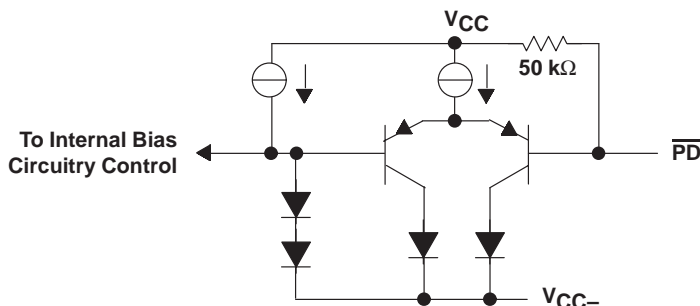 VCC
50 kΩ
To Internal Bias
Circuitry Control
PD
VCC–